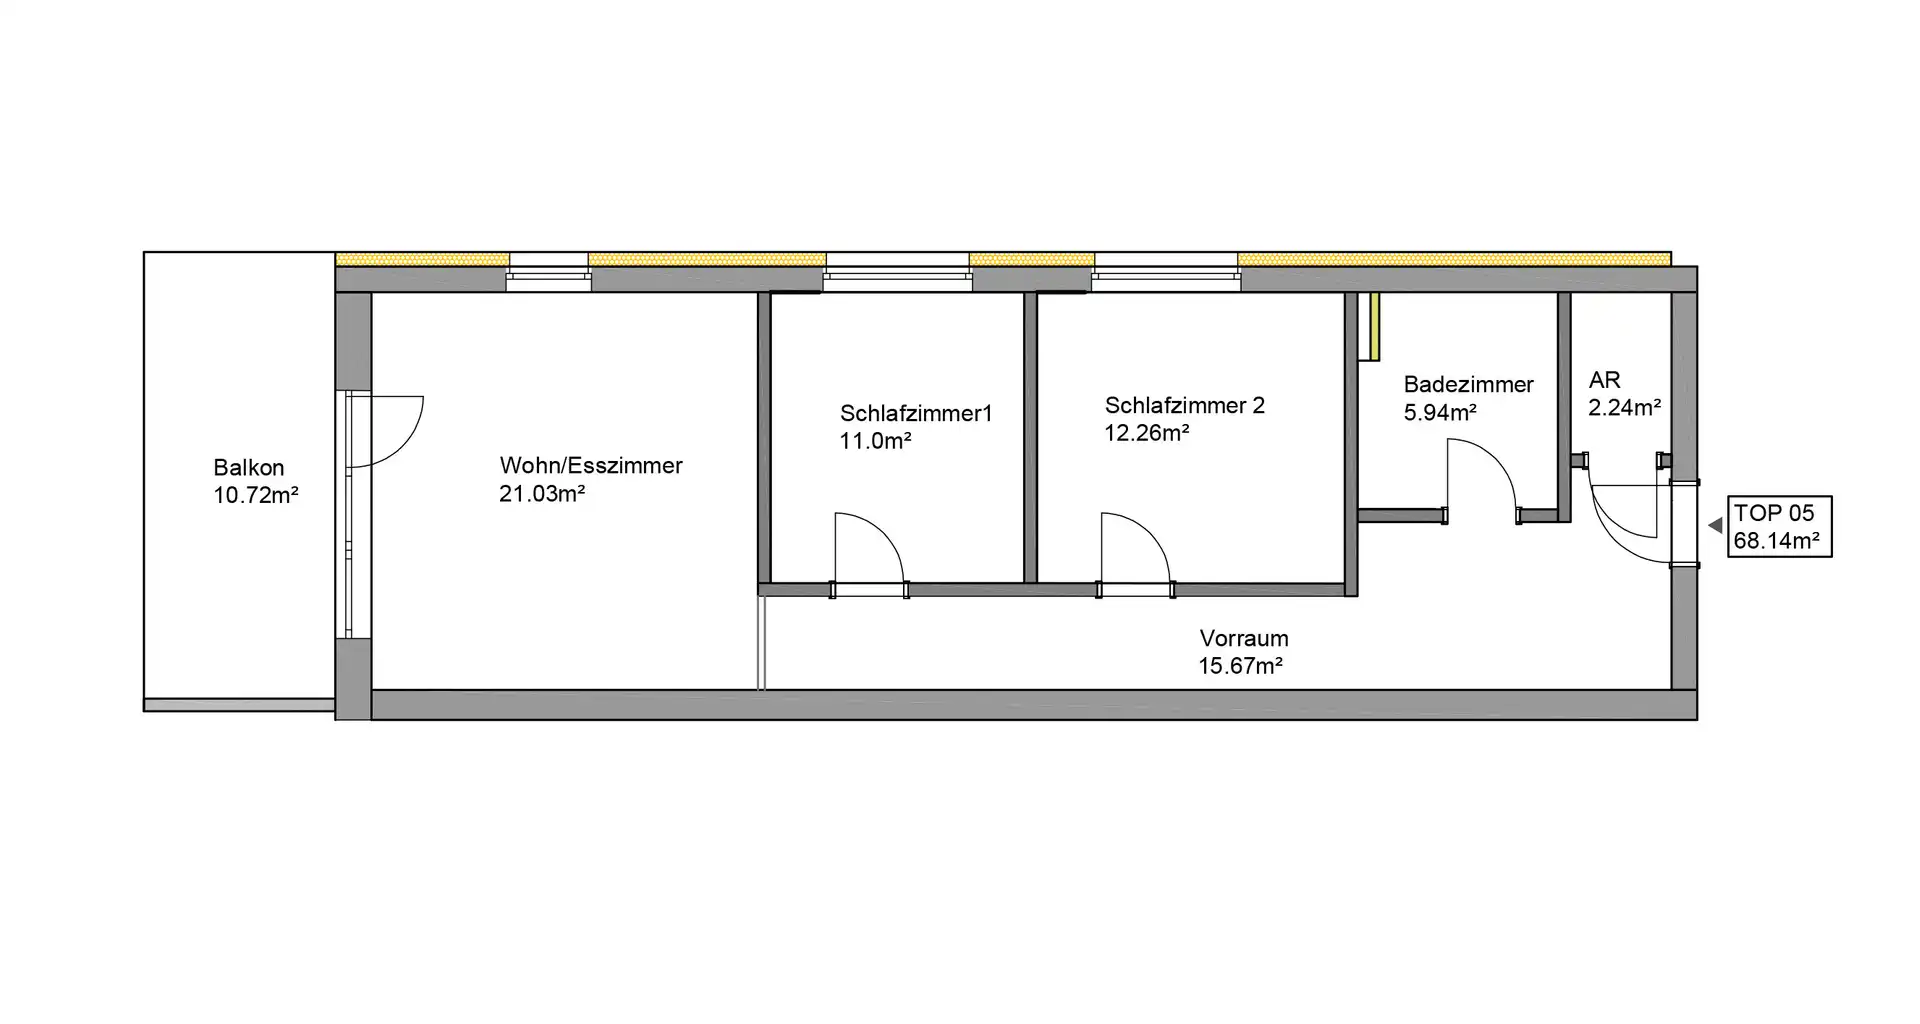 Balkon
10.72m²
Wohn/Esszimmer
21.03m²
Schlafzimmer1
11.0m²
Schlafzimmer 2
12.26m²
Badezimmer
5.94m²
AR
2.24m²
Vorraum
15.67m²
TOP 05
68.14m²